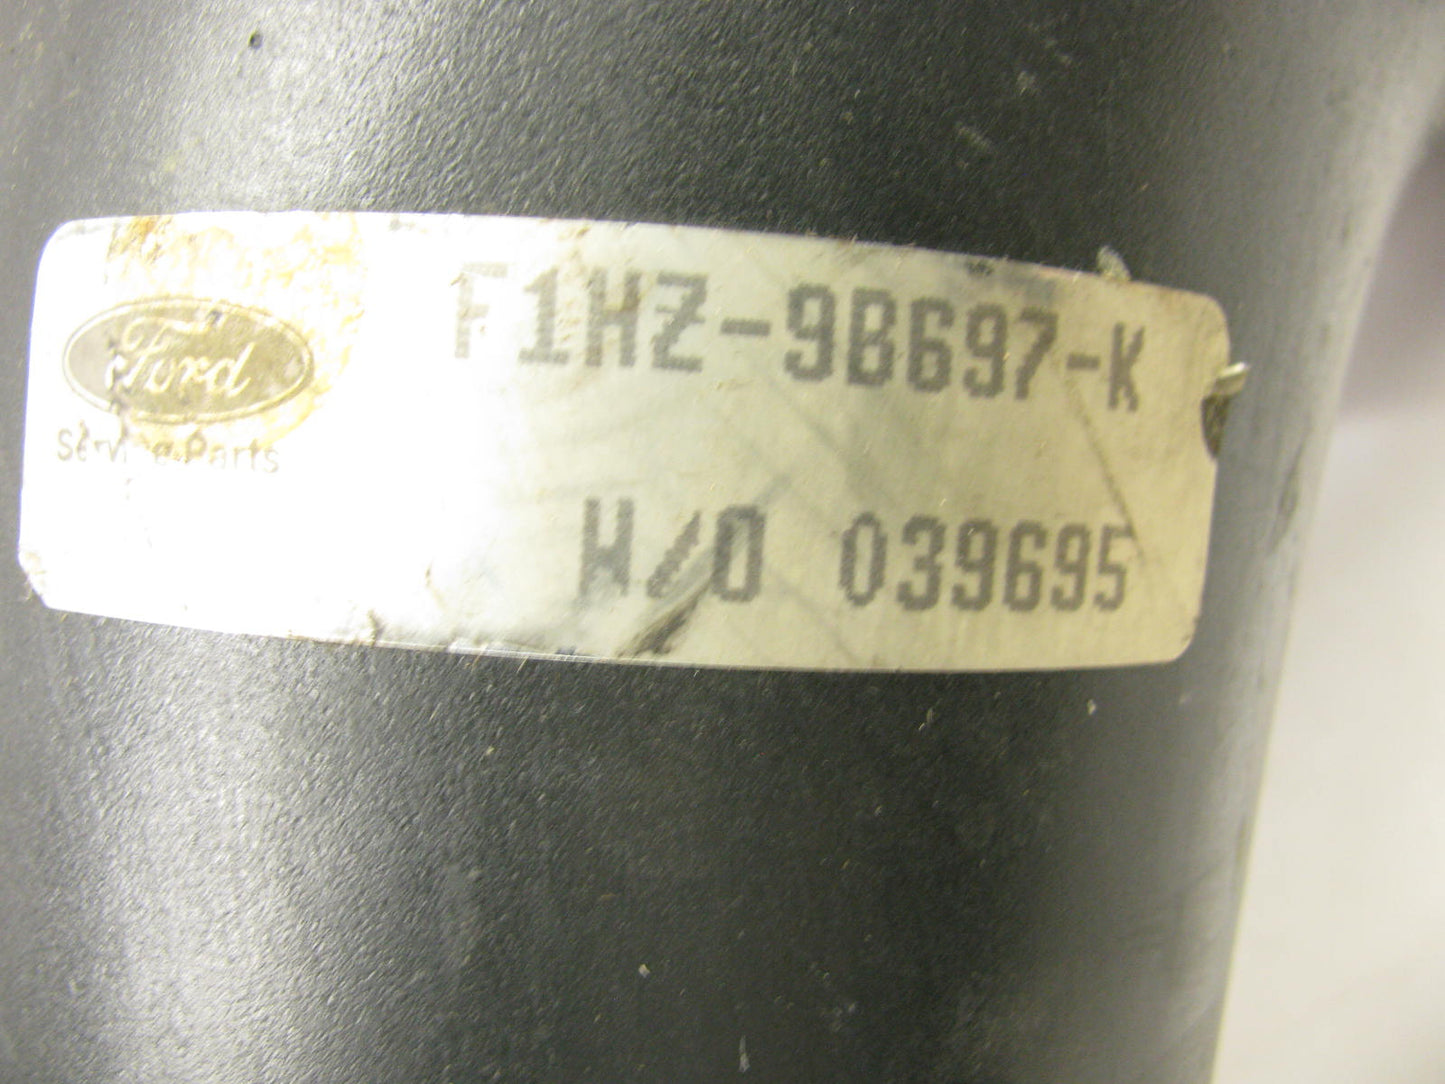 Ford
Service Parts
F1HZ-9B697-K
W/O 039695